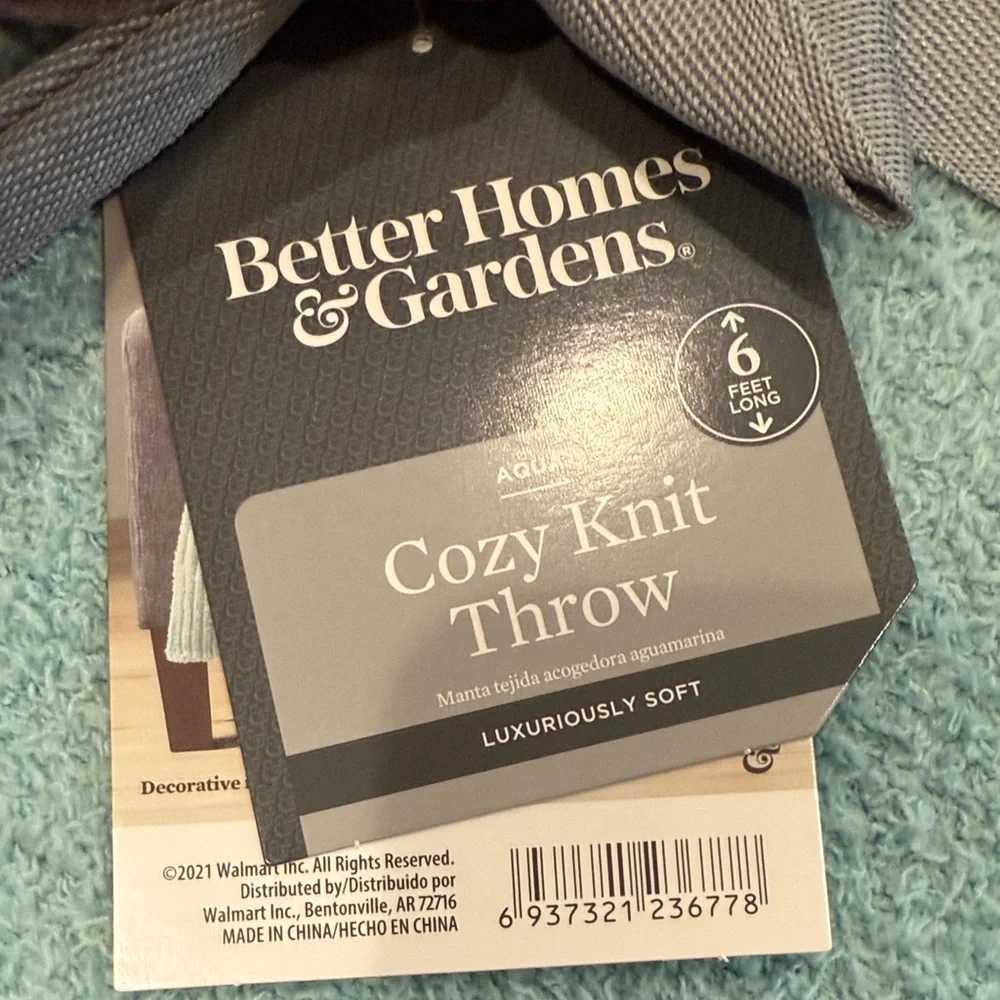 Better Homes
& Gardens®
6
FEET
LONG
AQUA
Cozy Knit
Throw
Manta tejida acogedora aguamarina
LUXURIOUSLY SOFT
&
Decorative
©2021 Walmart Inc. All Rights Reserved.
Distributed by/Distribuido por
Walmart Inc., Bentonville, AR 72716
MADE IN CHINA/HECHO EN CHINA
6 937321 236778